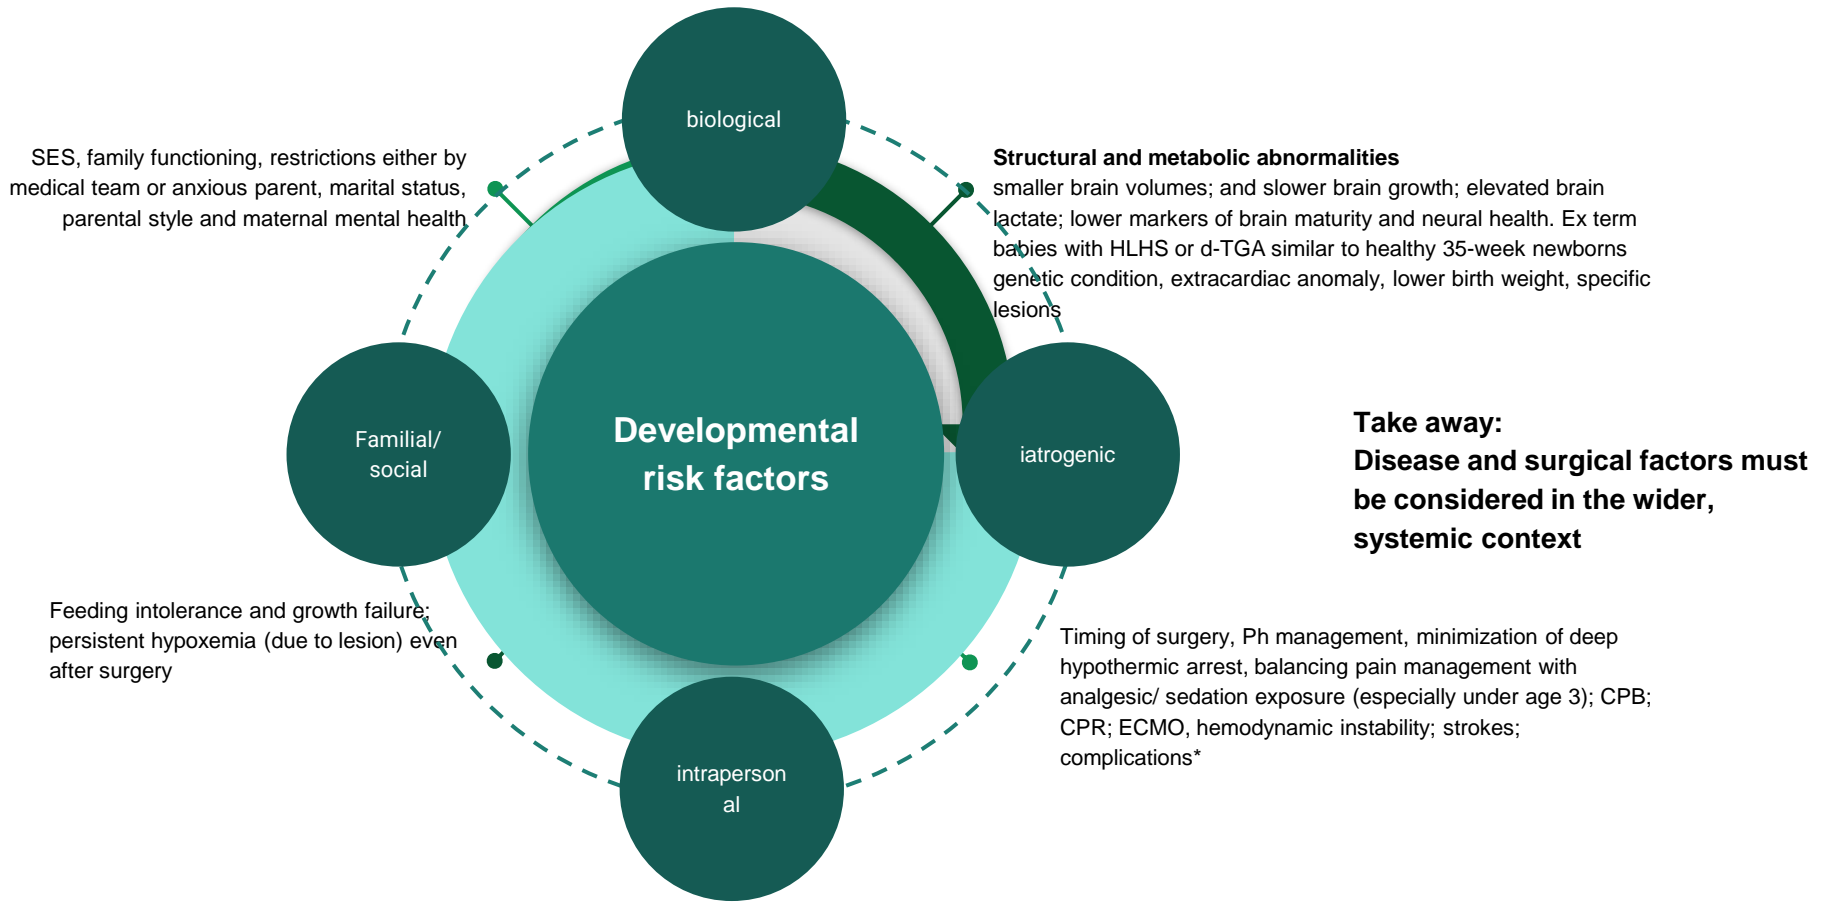 biological
SES, family functioning, restrictions either by
medical team or anxious parent, marital status,
parental style and maternal mental health
Structural and metabolic abnormalities
smaller brain volumes; and slower brain growth; elevated brain
lactate; lower markers of brain maturity and neural health. Ex term
babies with HLHS or d-TGA similar to healthy 35-week newborns
genetic condition, extracardiac anomaly, lower birth weight, specific
lesions
Familial/
social
Developmental
risk factors
iatrogenic
Take away:
Disease and surgical factors must
be considered in the wider,
systemic context
Feeding intolerance and growth failure;
persistent hypoxemia (due to lesion) even
after surgery
Timing of surgery, Ph management, minimization of deep
hypothermic arrest, balancing pain management with
analgesic/ sedation exposure (especially under age 3); CPB;
CPR; ECMO, hemodynamic instability; strokes;
complications*
intraperson
al